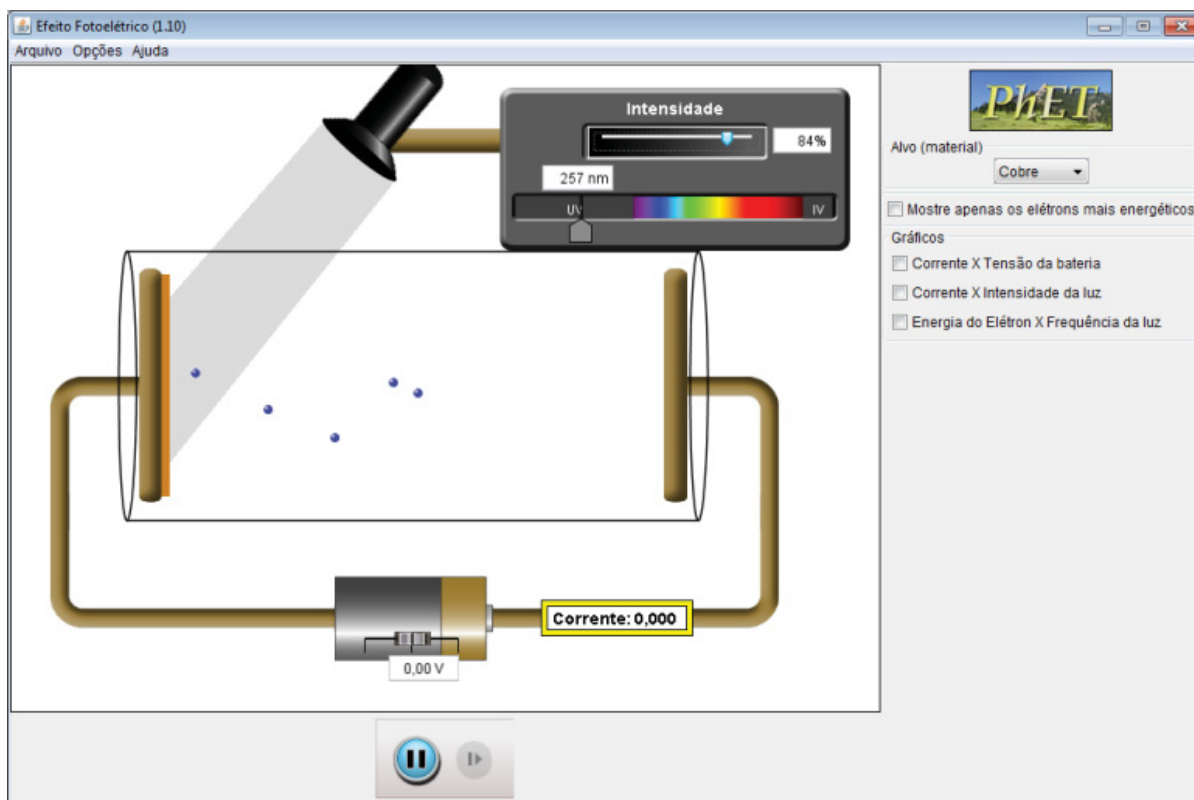 Efeito Fotoelétrico (1.10)
Arquivo Opções Ajuda
Intensidade
84%
257 nm
UV
IV
PhET
Alvo (material)
Cobre
Mostre apenas os elétrons mais energéticos
Gráficos
Corrente X Tensão da bateria
Corrente X Intensidade da luz
Energia do Elétron X Frequência da luz
Corrente: 0,000
0,00 V